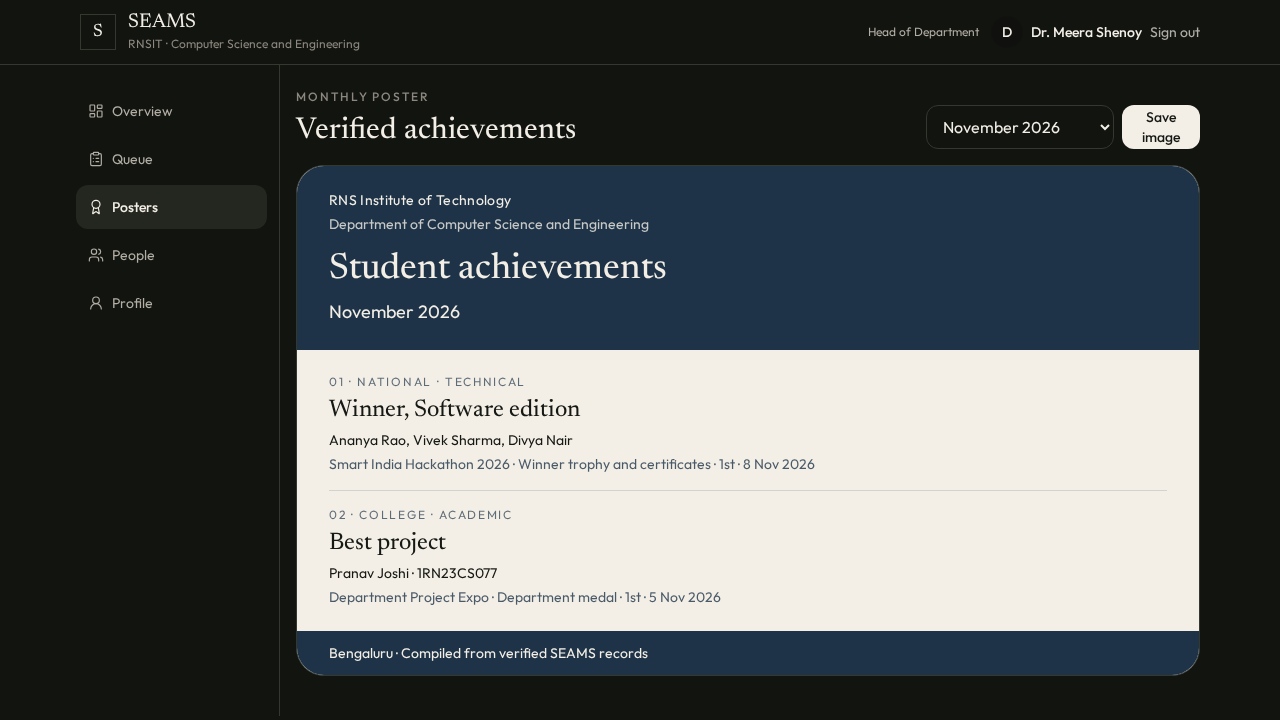 S
SEAMS
RNSIT · Computer Science and Engineering
Head of Department
D
Dr. Meera Shenoy
Sign out
Overview
Queue
Posters
People
Profile
MONTHLY POSTER
Verified achievements
November 2026
Save
image
RNS Institute of Technology
Department of Computer Science and Engineering
Student achievements
November 2026
01 · NATIONAL · TECHNICAL
Winner, Software edition
Ananya Rao, Vivek Sharma, Divya Nair
Smart India Hackathon 2026 · Winner trophy and certificates · 1st · 8 Nov 2026
02 · COLLEGE · ACADEMIC
Best project
Pranav Joshi · 1RN23CS077
Department Project Expo · Department medal · 1st · 5 Nov 2026
Bengaluru · Compiled from verified SEAMS records